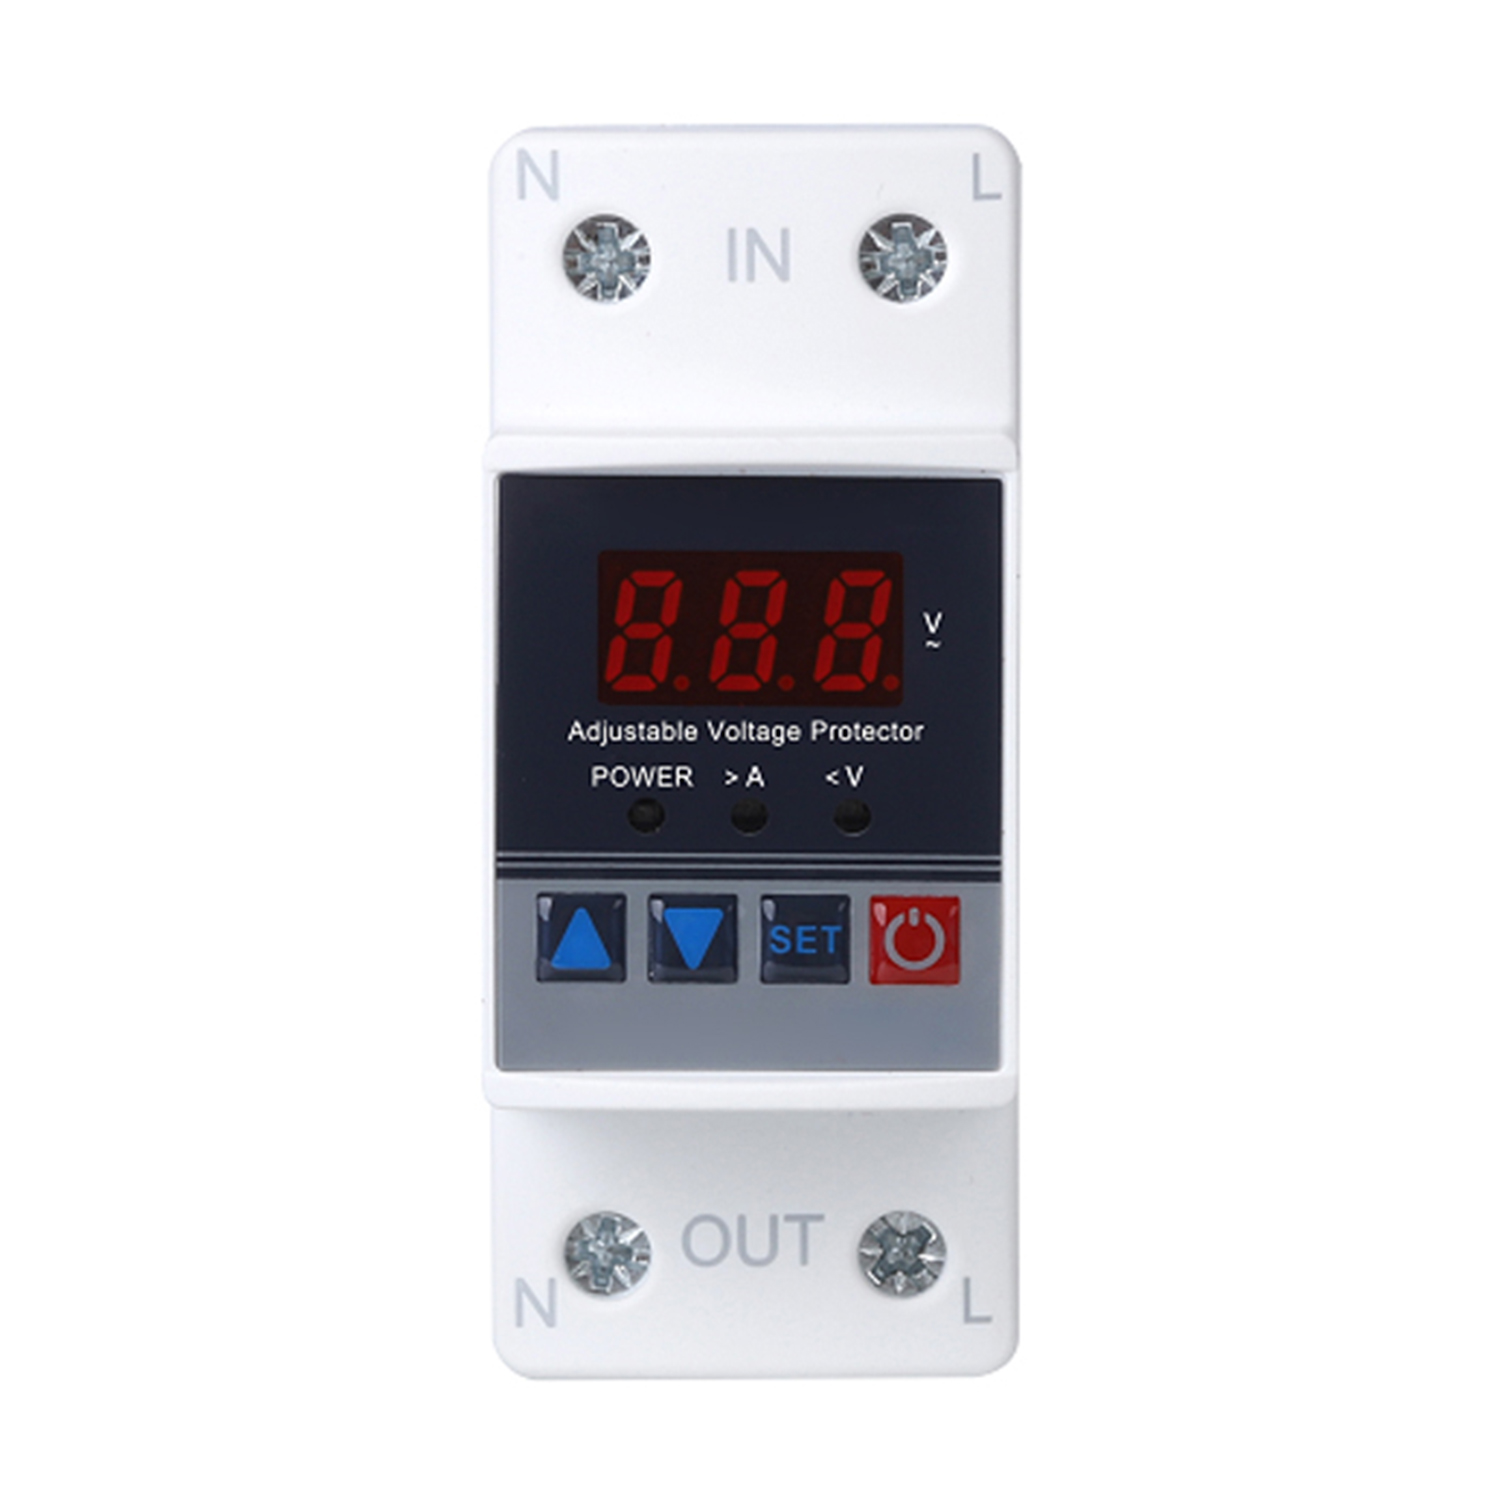 N L
IN
8.8.8.
V
~
Adjustable Voltage Protector
POWER >A <V
SET
OUT
N L